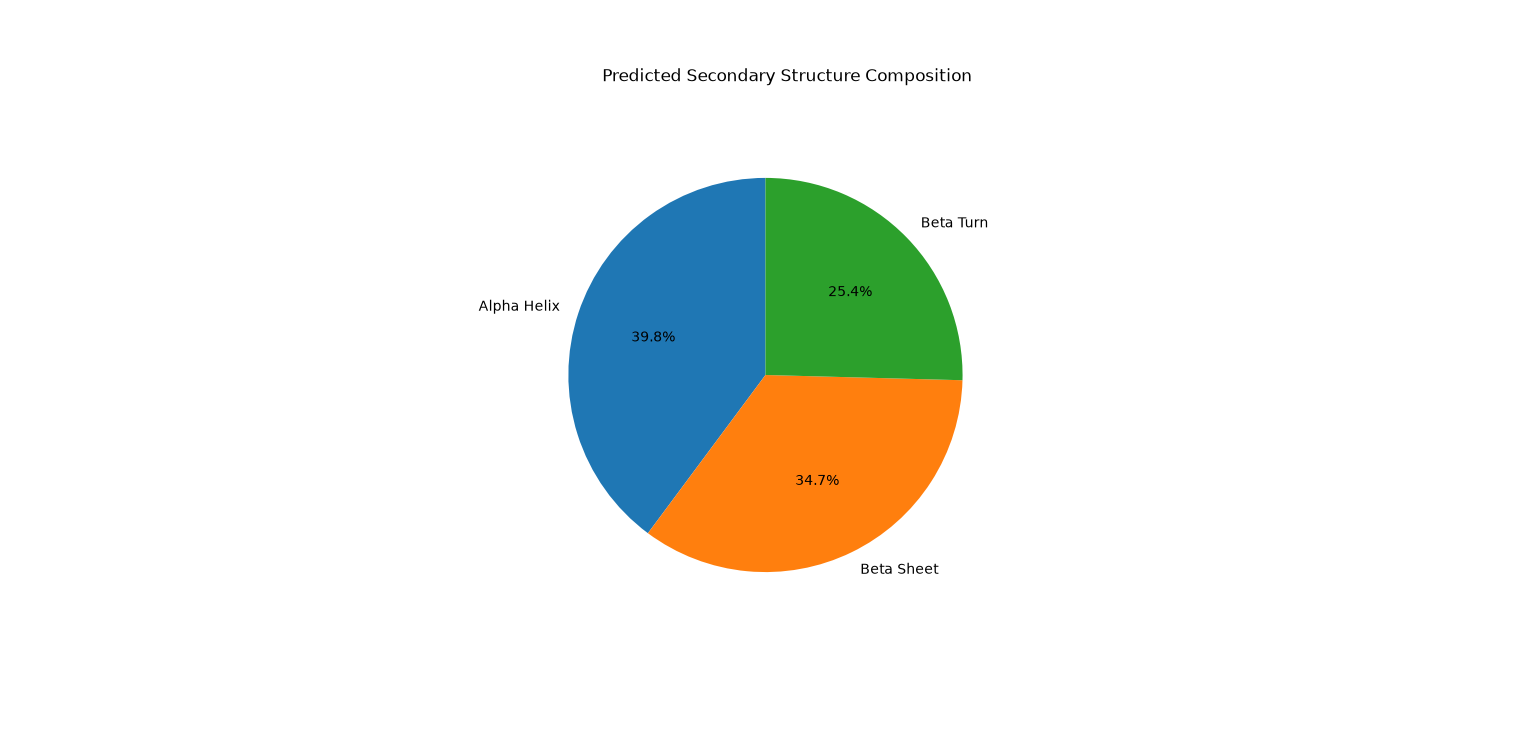 Predicted Secondary Structure Composition
Beta Turn
25.4%
Alpha Helix
39.8%
34.7%
Beta Sheet